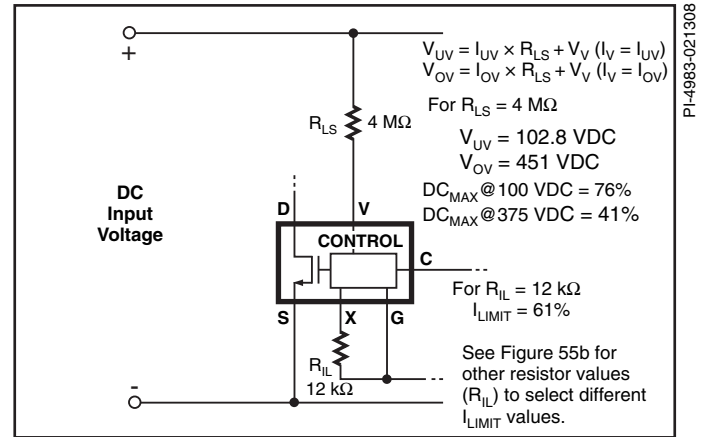 PI-4983-021308
+
V_UV = I_UV × R_LS + V_V (I_V = I_UV)
V_OV = I_OV × R_LS + V_V (I_V = I_OV)
For R_LS = 4 MΩ
R_LS 4 MΩ
V_UV = 102.8 VDC
V_OV = 451 VDC
DC_MAX@100 VDC = 76%
DC_MAX@375 VDC = 41%
DC
Input
Voltage
D V
CONTROL
C
For R_IL = 12 kΩ
I_LIMIT = 61%
S X G
R_IL
12 kΩ
See Figure 55b for
other resistor values
(R_IL) to select different
I_LIMIT values.
-